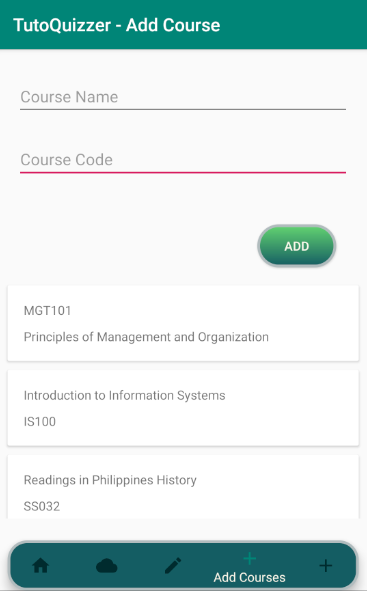 TutoQuizzer - Add Course
Course Name
Course Code
ADD
MGT101
Principles of Management and Organization
Introduction to Information Systems
IS100
Readings in Philippines History
SS032
Add Courses